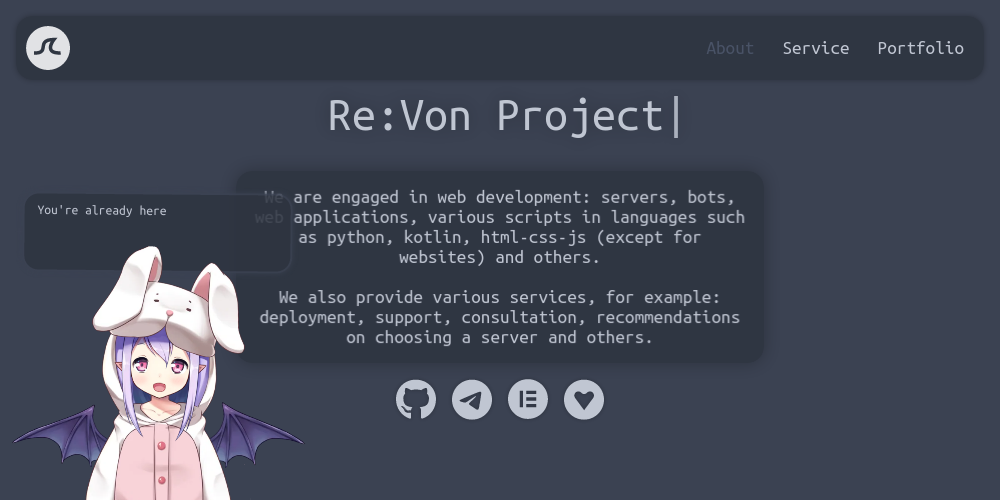 About Service Portfolio
Re:Von Project|
We are engaged in web development: servers, bots,
web applications, various scripts in languages such
as python, kotlin, html-css-js (except for
websites) and others.
We also provide various services, for example:
deployment, support, consultation, recommendations
on choosing a server and others.
You're already here